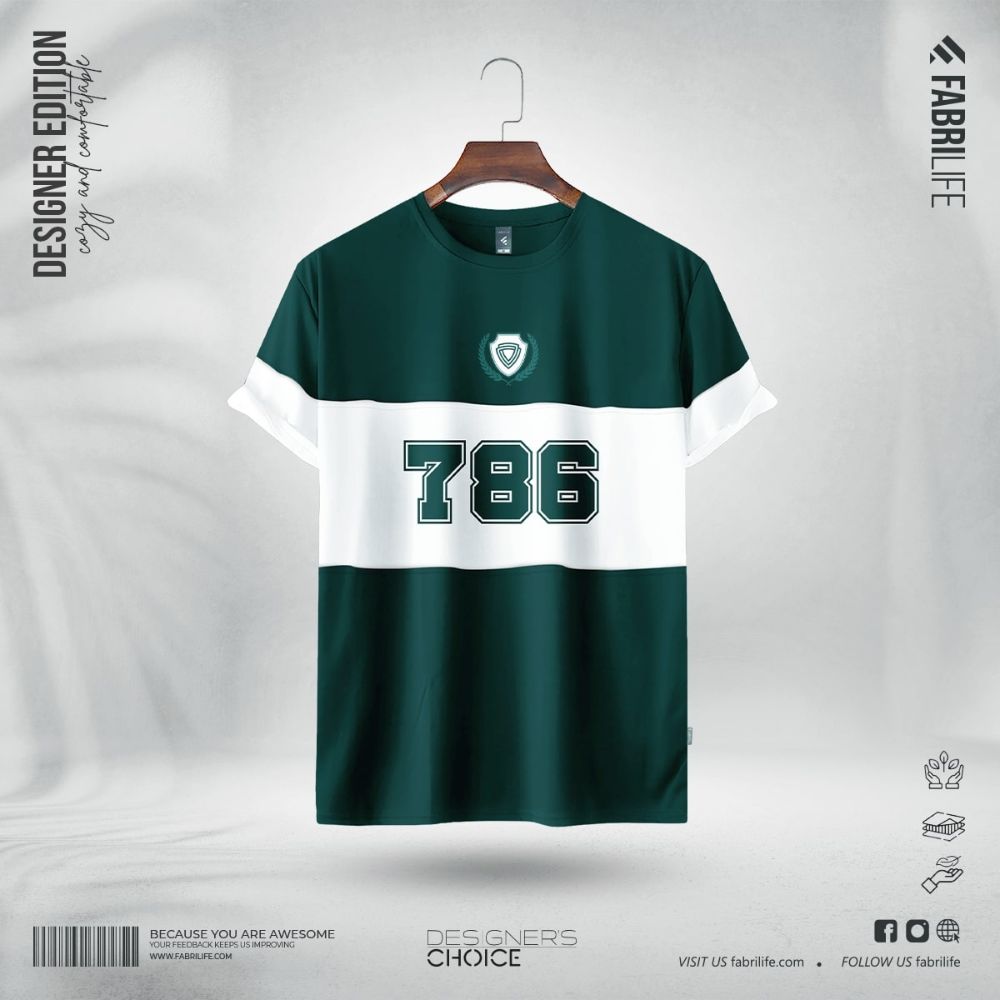 DESIGNER EDITION
cozy and comfortable
FABRILIFE
786
BECAUSE YOU ARE AWESOME
YOUR FEEDBACK KEEPS US IMPROVING
WWW.FABRILIFE.COM
DESIGNER'S
CHOICE
VISIT US fabrilife.com • FOLLOW US fabrilife